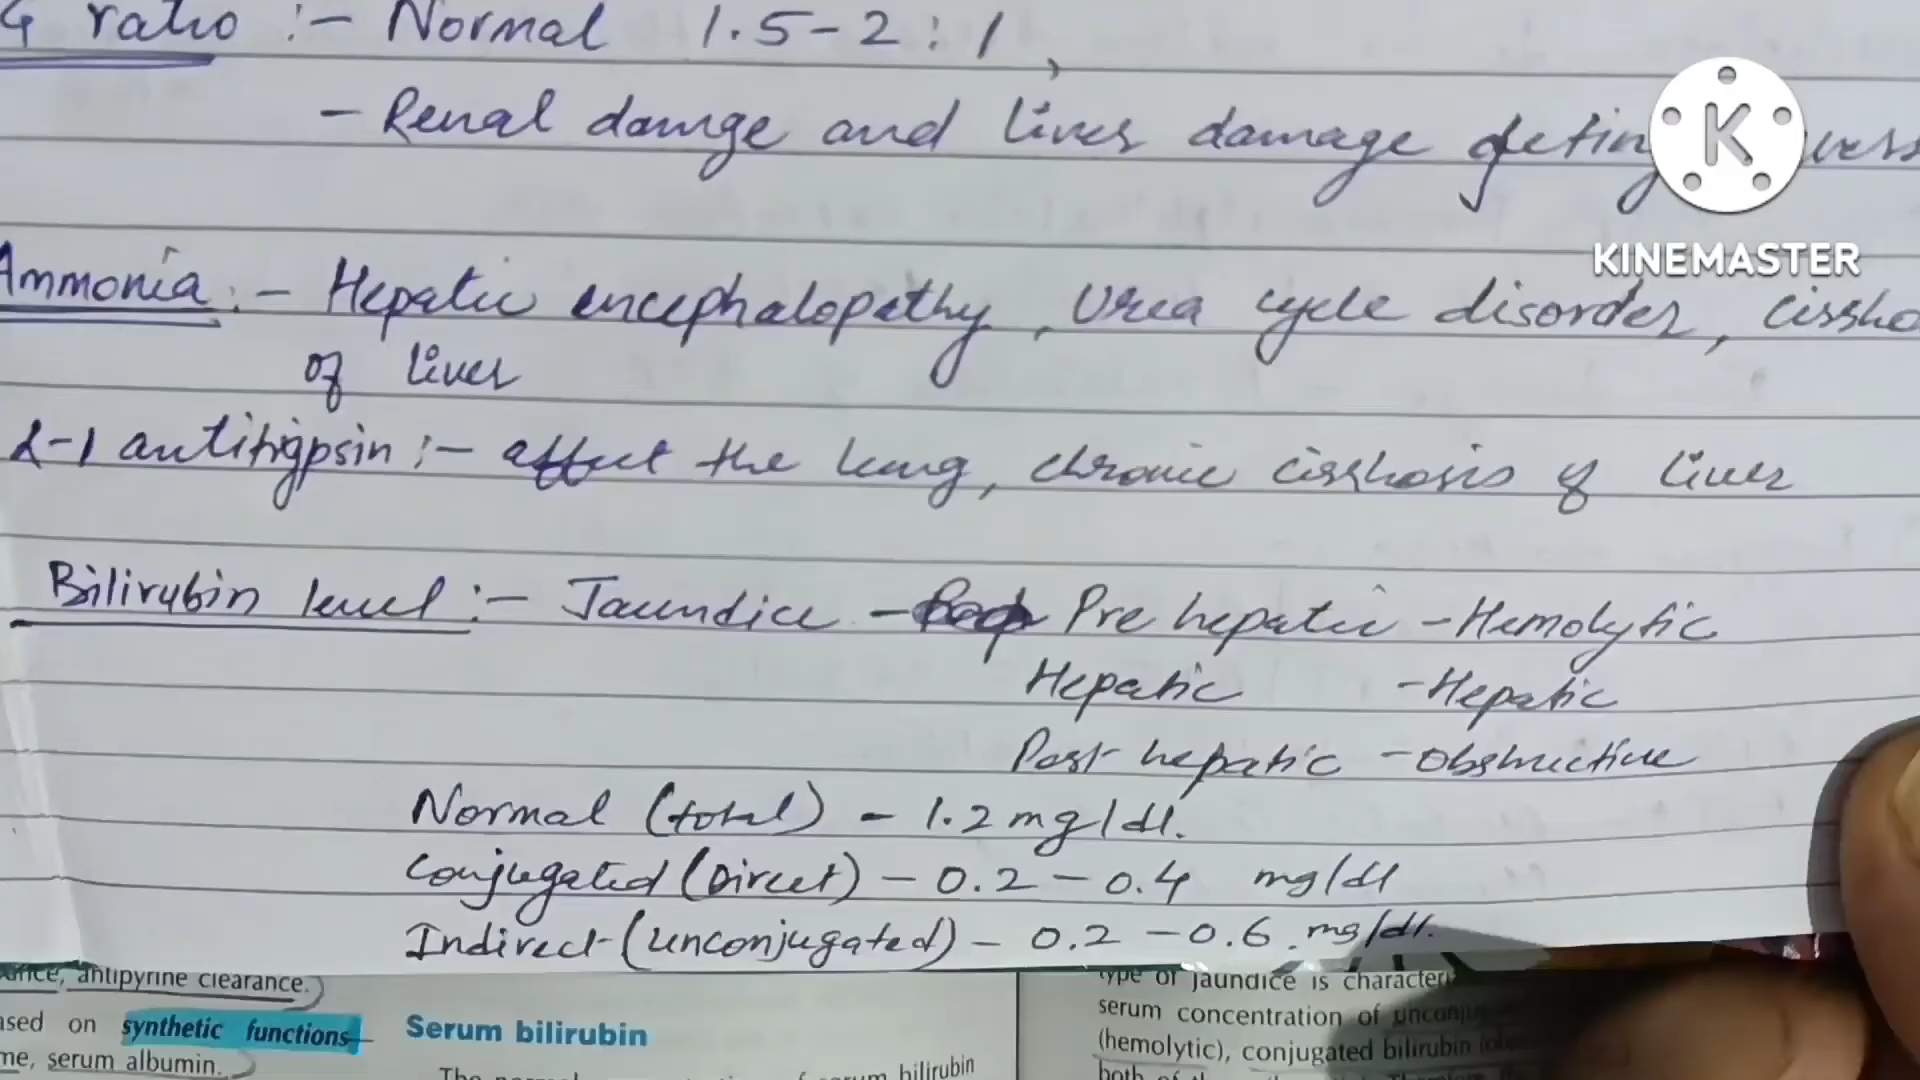 G ratio :- Normal 1.5-2:1,
- Renal damge and liver damage
K
KINEMASTER
Ammonia :- Hepatic encephalopathy, Urea cycle disorder,
of liver
α-1 antitrypsin :- affect the lung, chronic cirrhosis of liver
Bilirubin level :- Jaundice - Pre hepatic - Hemolytic
Hepatic - Hepatic
Post hepatic - Obstructive
Normal (total) - 1.2 mg/dl.
Conjugated (Direct) - 0.2 - 0.4 mg/dl
Indirect (unconjugated) - 0.2 - 0.6 mg/dl.
antipyrine clearance.
synthetic functions
serum albumin.
Serum bilirubin
serum bilirubin
type of jaundice is
serum concentration of
(hemolytic), conjugated bilirubin